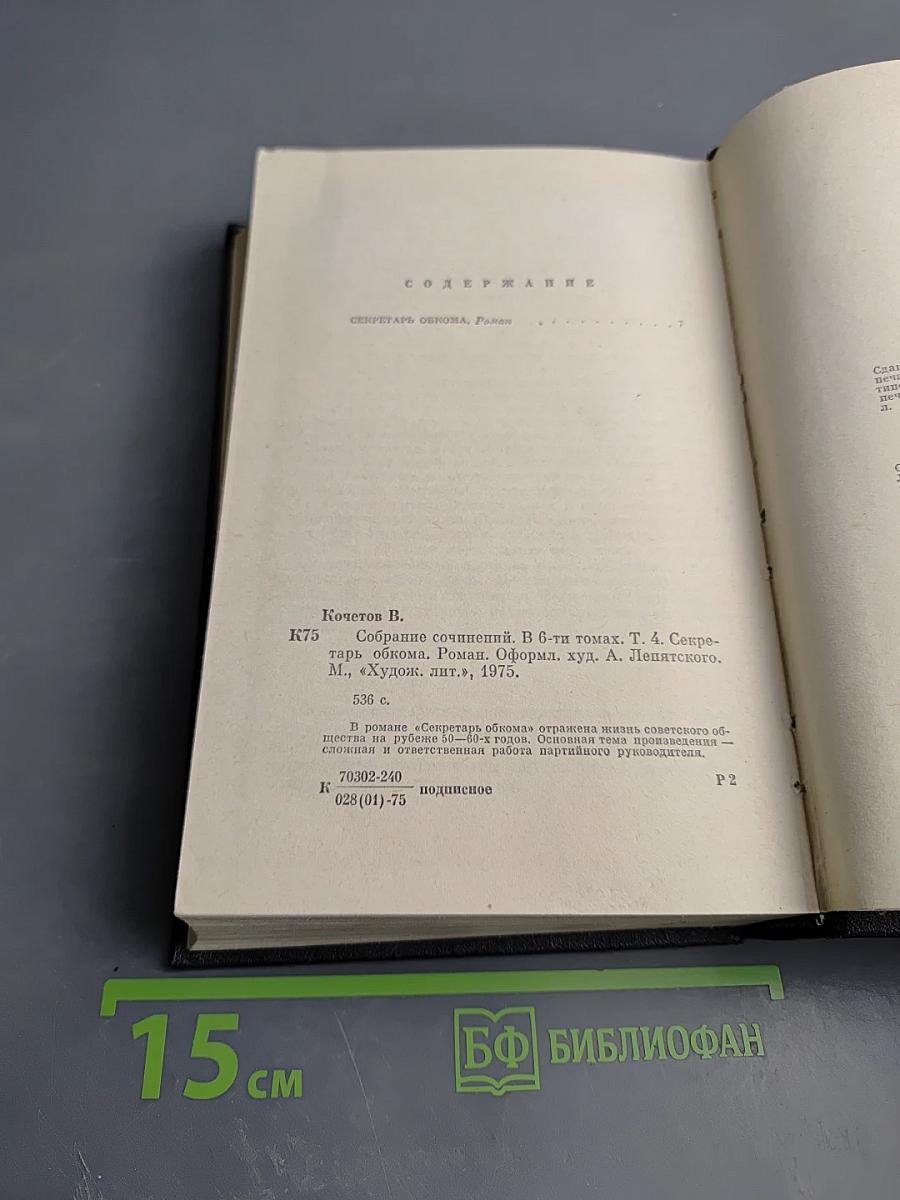 СОДЕРЖАНИЕ
СЕКРЕТАРЬ ОБКОМА. Роман . . . . . . . . . . . 7
Кочетов В.
К75 Собрание сочинений. В 6-ти томах. Т. 4. Секре-
тарь обкома. Роман. Оформл. худ. А. Лепятского.
М., «Худож. лит.», 1975.
536 с.
В романе «Секретарь обкома» отражена жизнь советского об-
щества на рубеже 50—60-х годов. Основная тема произведения —
сложная и ответственная работа партийного руководителя.
К 70302-240 подписное Р2
028(01)-75
л.
15 см БФ БИБЛИОФАН